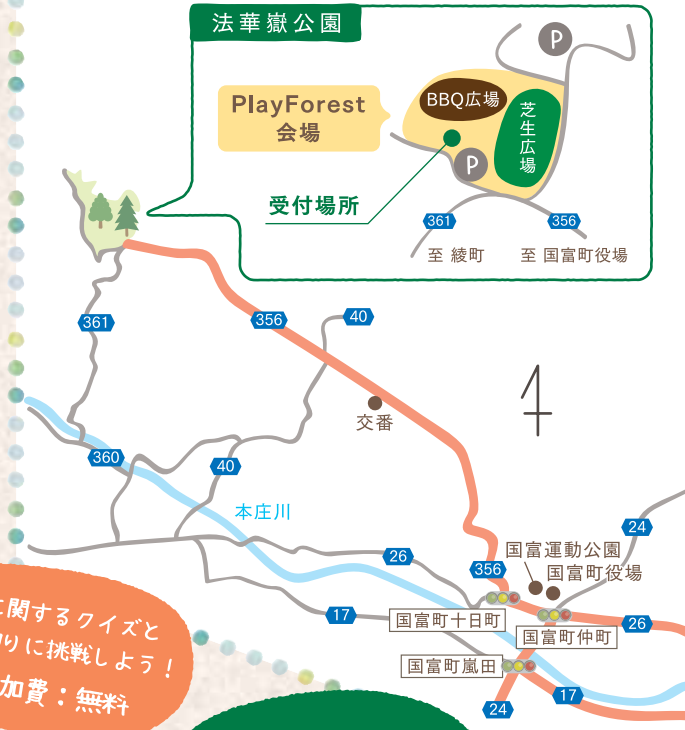 法華嶽公園
PlayForest
会場
BBQ広場
芝生広場
P
P
受付場所
361
356
至 綾町
至 国富町役場
361
356
40
交番
360
40
本庄川
26
24
国富運動公園
国富町役場
356
17
国富町十日町
国富町仲町
26
国富町嵐田
24
17
に関するクイズと
りに挑戦しよう！
加費：無料